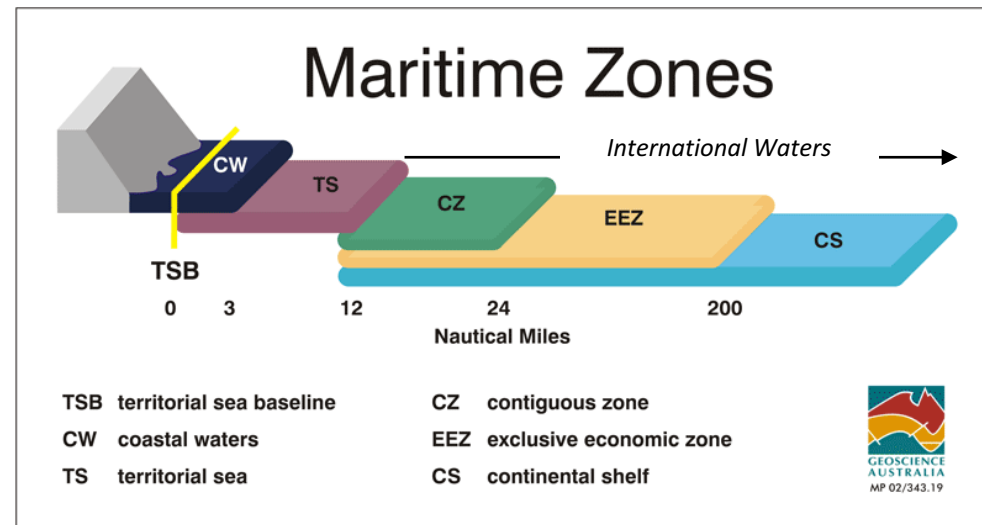 Maritime Zones
International Waters
CW
TS
CZ
EEZ
CS
TSB
0 3 12 24 200
Nautical Miles
TSB territorial sea baseline
CW coastal waters
TS territorial sea
CZ contiguous zone
EEZ exclusive economic zone
CS continental shelf
GEOSCIENCE
AUSTRALIA
MP 02/343.19